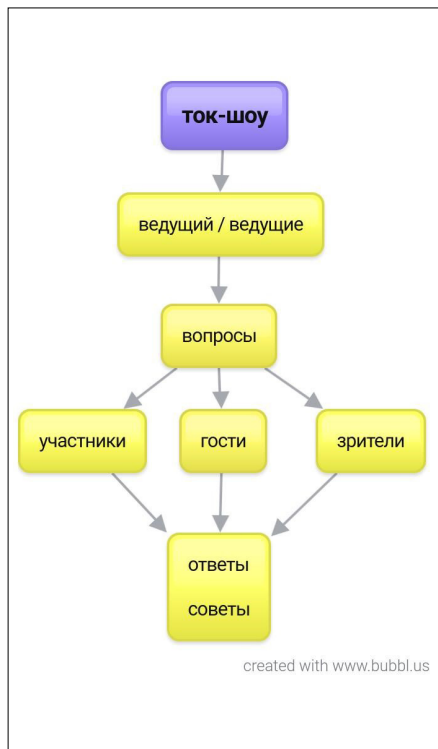 ток-шоу
ведущий / ведущие
вопросы
участники
гости
зрители
ответы
советы
created with www.bubbl.us